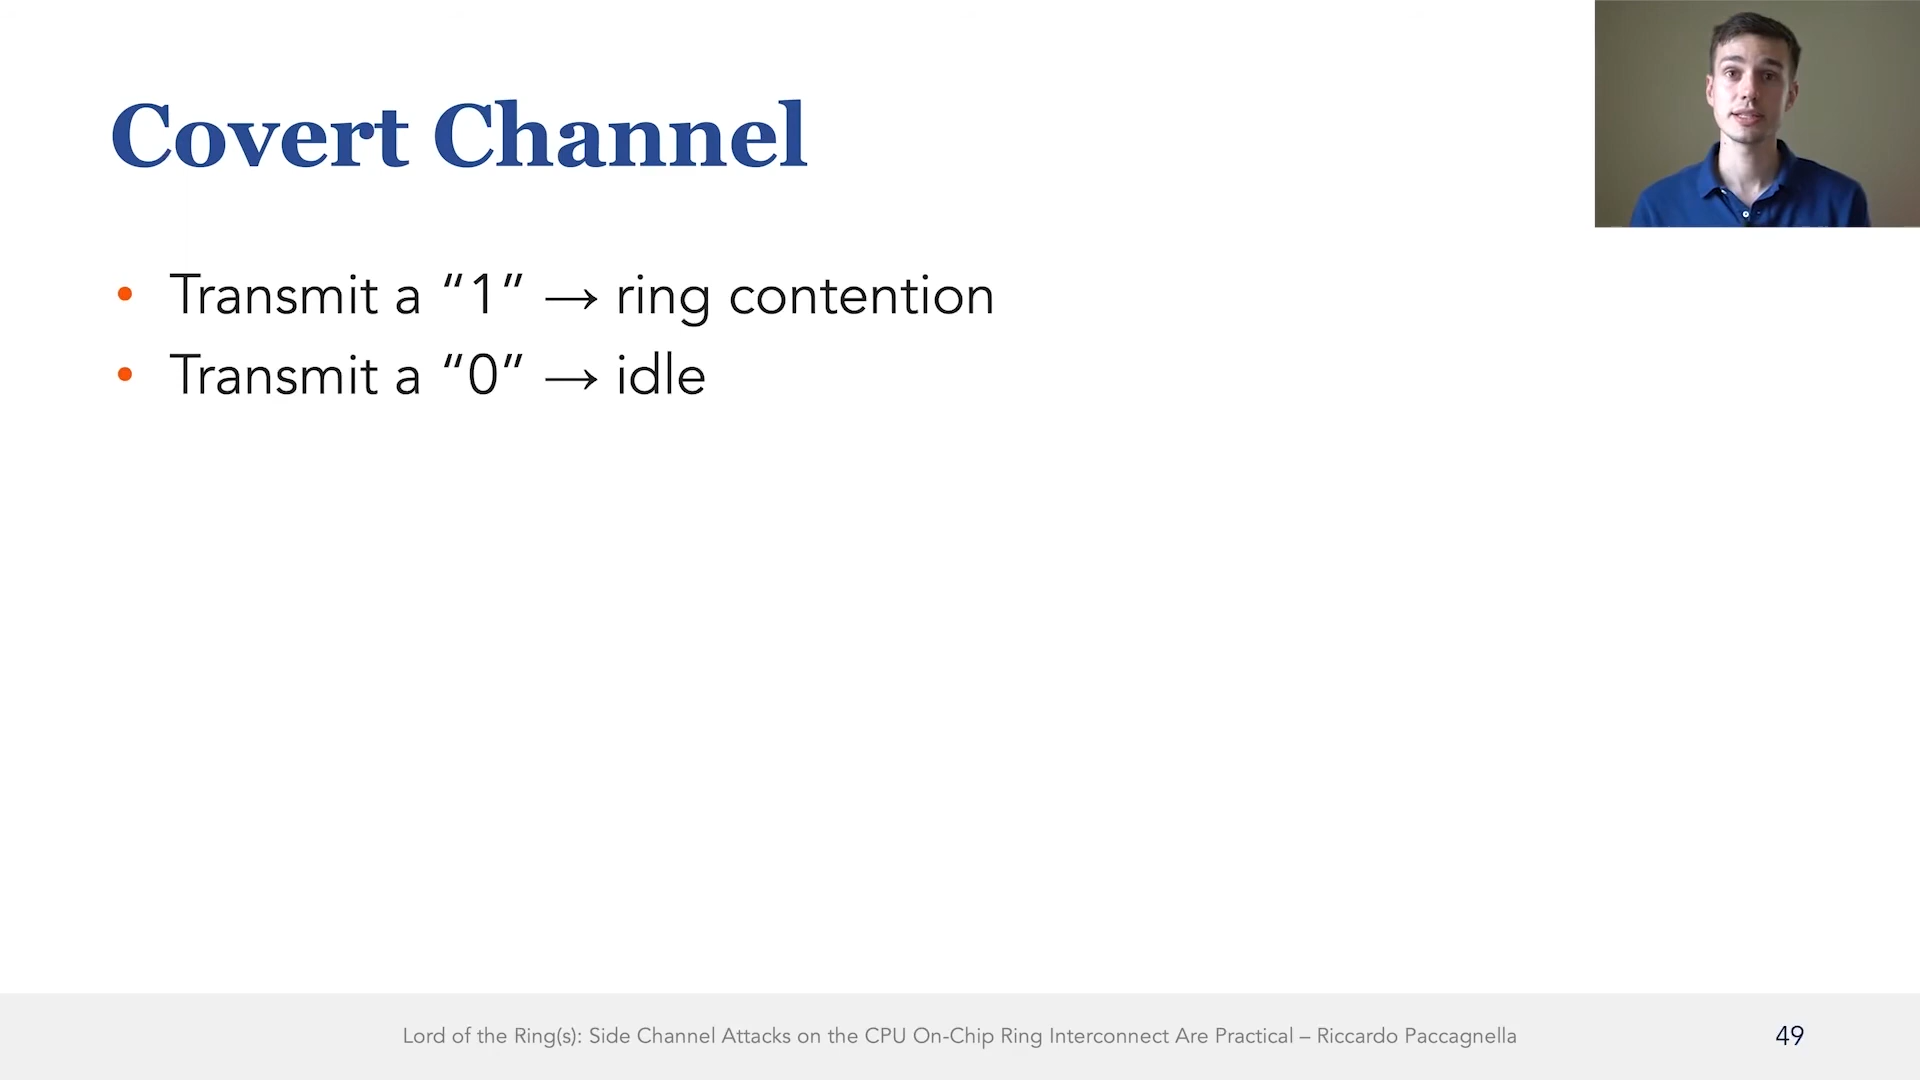 Covert Channel
• Transmit a “1” → ring contention
• Transmit a “0” → idle
Lord of the Ring(s): Side Channel Attacks on the CPU On-Chip Ring Interconnect Are Practical – Riccardo Paccagnella
49